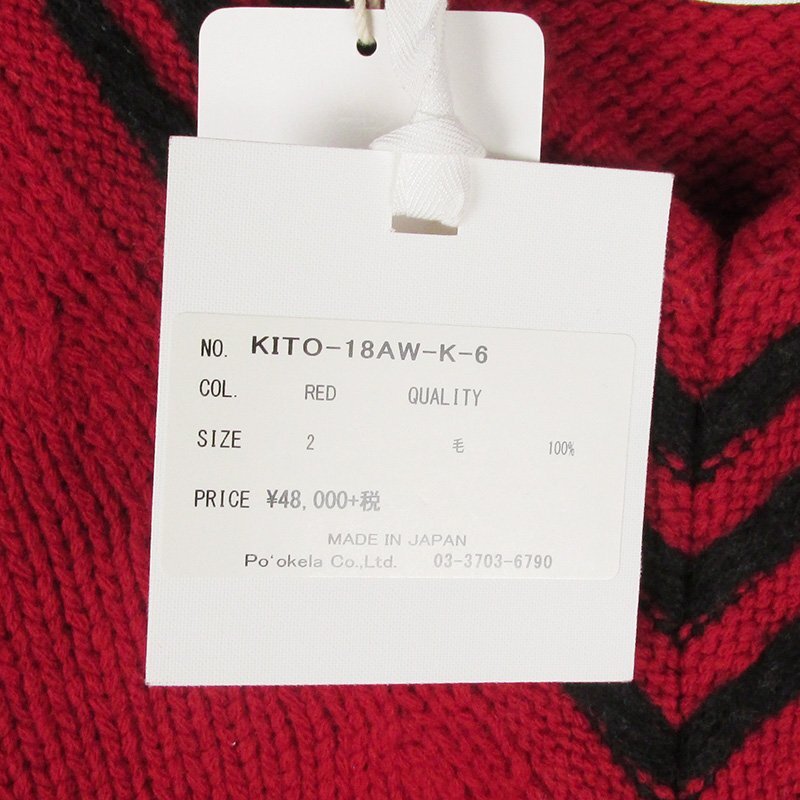 NO. KITO-18AW-K-6
COL. RED QUALITY
SIZE 2 毛 100%
PRICE ¥48,000+税
MADE IN JAPAN
Po'okela Co.,Ltd. 03-3703-6790